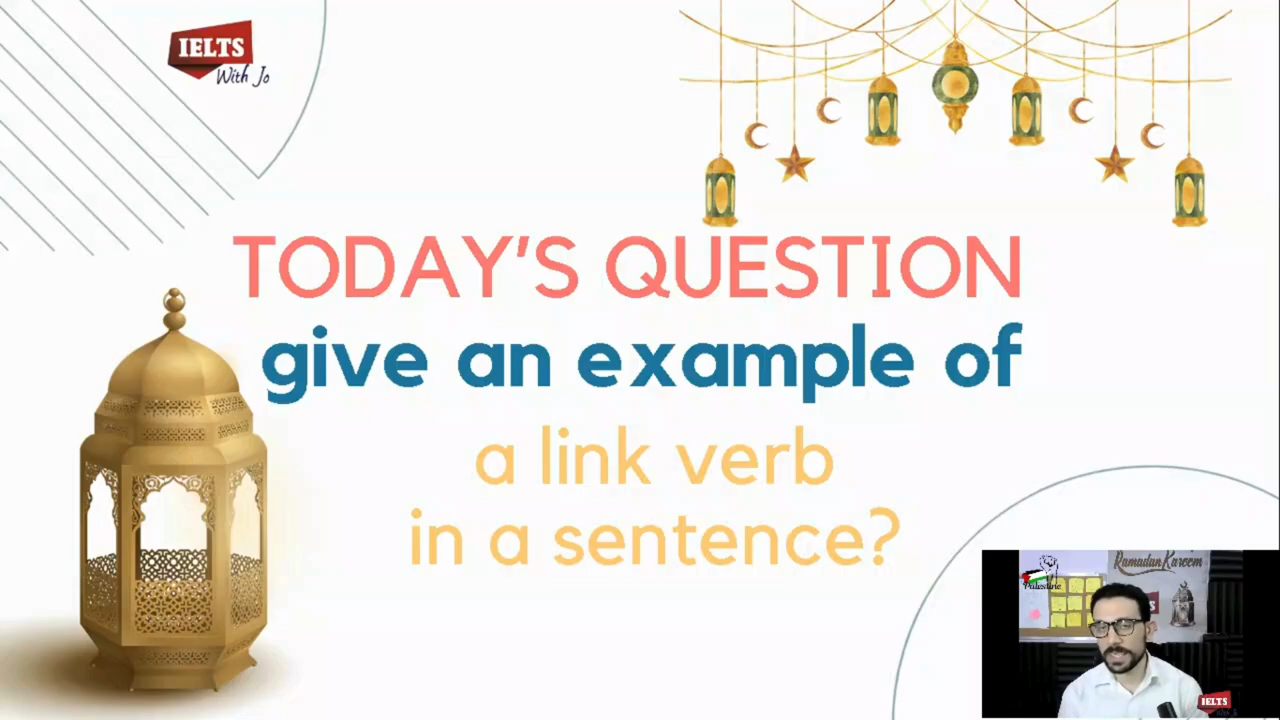 IELTS
With Jo
TODAY'S QUESTION
give an example of
a link verb
in a sentence?
Ramadan Kareem
Palestine
IELTS